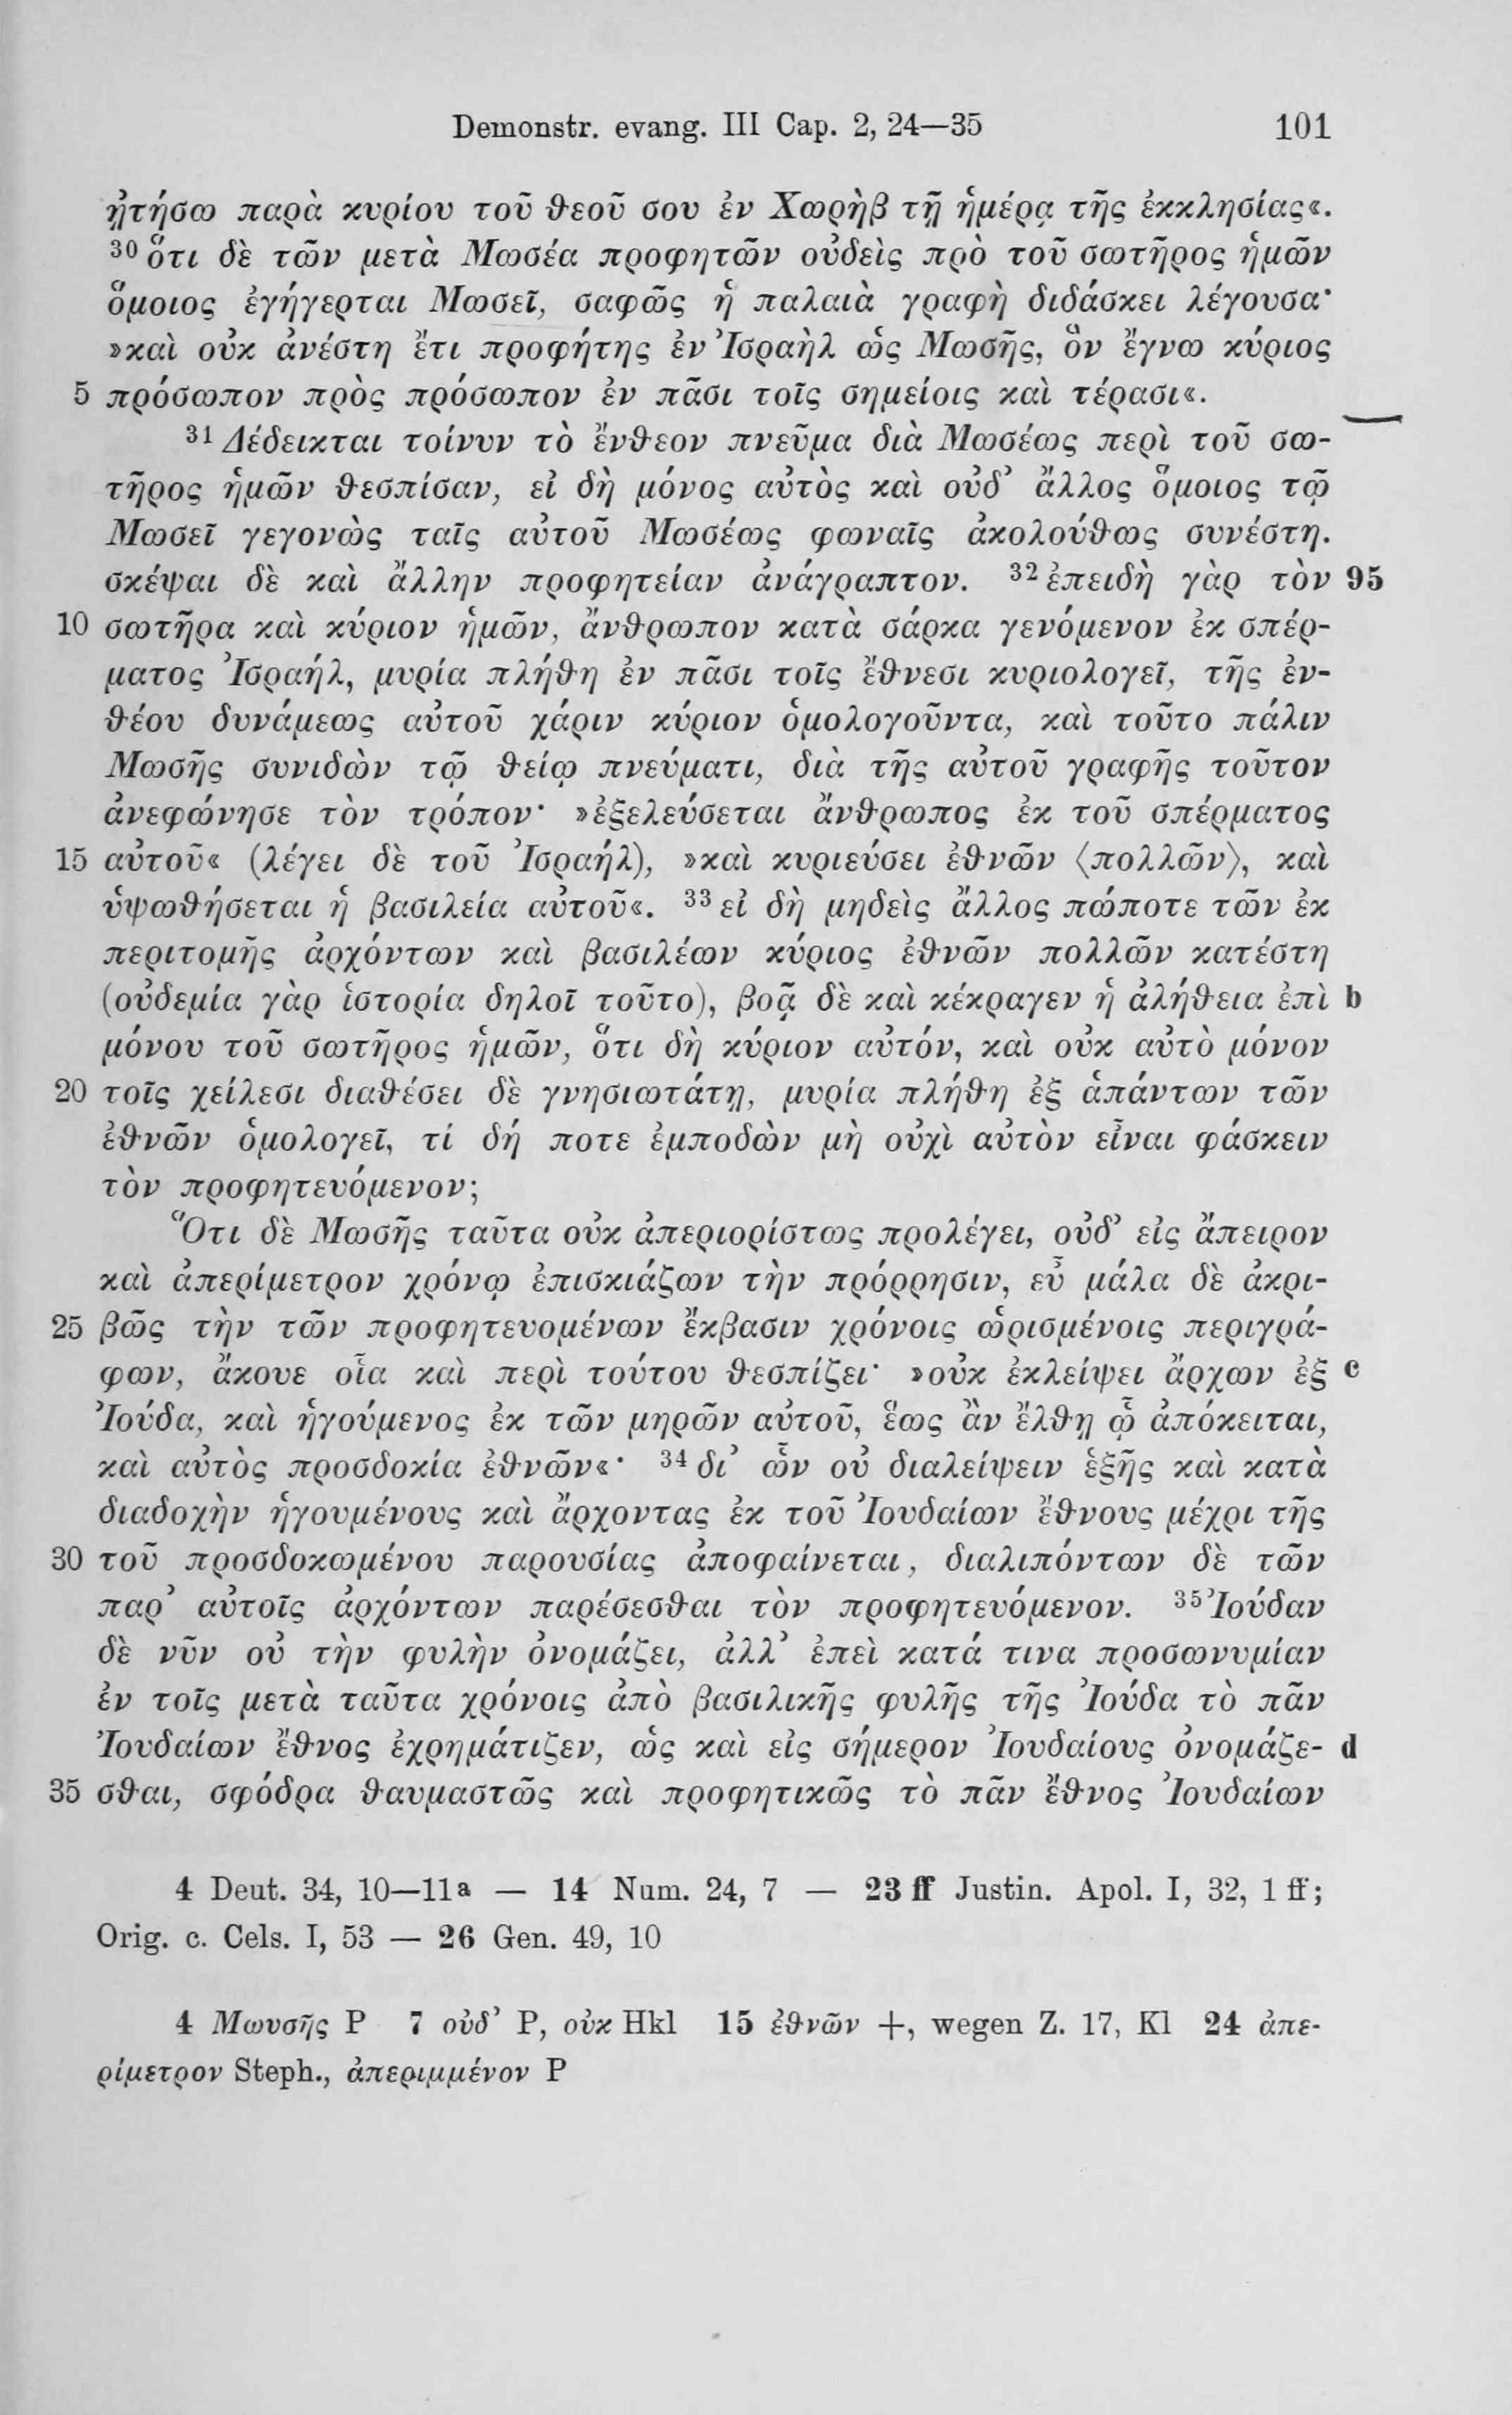 Demonstr. evang. III Cap. 2, 24—35 101
ᾐτήσω παρὰ κυρίου τοῦ θεοῦ σου ἐν Χωρὴβ τῇ ἡμέρᾳ τῆς ἐκκλησίας«.
³⁰ ὅτι δὲ τῶν μετὰ Μωσέα προφητῶν οὐδεὶς πρὸ τοῦ σωτῆρος ἡμῶν
ὅμοιος ἐγήγερται Μωσεῖ, σαφῶς ἡ παλαιὰ γραφὴ διδάσκει λέγουσα·
»καὶ οὐκ ἀνέστη ἔτι προφήτης ἐν Ἰσραὴλ ὡς Μωσῆς, ὃν ἔγνω κύριος
5 πρόσωπον πρὸς πρόσωπον ἐν πᾶσι τοῖς σημείοις καὶ τέρασι«.
³¹ Δέδεικται τοίνυν τὸ ἔνθεον πνεῦμα διὰ Μωσέως περὶ τοῦ σω-
τῆρος ἡμῶν θεσπίσαν, εἰ δὴ μόνος αὐτὸς καὶ οὐδ’ ἄλλος ὅμοιος τῷ
Μωσεῖ γεγονὼς ταῖς αὐτοῦ Μωσέως φωναῖς ἀκολούθως συνέστη.
σκέψαι δὲ καὶ ἄλλην προφητείαν ἀνάγραπτον. ³² ἐπειδὴ γὰρ τὸν 95
10 σωτῆρα καὶ κύριον ἡμῶν, ἄνθρωπον κατὰ σάρκα γενόμενον ἐκ σπέρ-
ματος Ἰσραήλ, μυρία πλήθη ἐν πᾶσι τοῖς ἔθνεσι κυριολογεῖ, τῆς ἐν-
θέου δυνάμεως αὐτοῦ χάριν κύριον ὁμολογοῦντα, καὶ τοῦτο πάλιν
Μωσῆς συνιδὼν τῷ θείῳ πνεύματι, διὰ τῆς αὐτοῦ γραφῆς τοῦτον
ἀνεφώνησε τὸν τρόπον· »ἐξελεύσεται ἄνθρωπος ἐκ τοῦ σπέρματος
15 αὐτοῦ« (λέγει δὲ τοῦ Ἰσραήλ), »καὶ κυριεύσει ἐθνῶν ⟨πολλῶν⟩, καὶ
ὑψωθήσεται ἡ βασιλεία αὐτοῦ«. ³³ εἰ δὴ μηδεὶς ἄλλος πώποτε τῶν ἐκ
περιτομῆς ἀρχόντων καὶ βασιλέων κύριος ἐθνῶν πολλῶν κατέστη
(οὐδεμία γὰρ ἱστορία δηλοῖ τοῦτο), βοᾷ δὲ καὶ κέκραγεν ἡ ἀλήθεια ἐπὶ b
μόνου τοῦ σωτῆρος ἡμῶν, ὅτι δὴ κύριον αὐτόν, καὶ οὐκ αὐτὸ μόνον
20 τοῖς χείλεσι διαθέσει δὲ γνησιωτάτῃ, μυρία πλήθη ἐξ ἁπάντων τῶν
ἐθνῶν ὁμολογεῖ, τί δή ποτε ἐμποδὼν μὴ οὐχὶ αὐτὸν εἶναι φάσκειν
τὸν προφητευόμενον;
Ὅτι δὲ Μωσῆς ταῦτα οὐκ ἀπεριορίστως προλέγει, οὐδ’ εἰς ἄπειρον
καὶ ἀπερίμετρον χρόνῳ ἐπισκιάζων τὴν πρόρρησιν, εὖ μάλα δὲ ἀκρι-
25 βῶς τὴν τῶν προφητευομένων ἔκβασιν χρόνοις ὡρισμένοις περιγρά-
φων, ἄκουε οἷα καὶ περὶ τούτου θεσπίζει· »οὐκ ἐκλείψει ἄρχων ἐξ c
Ἰούδα, καὶ ἡγούμενος ἐκ τῶν μηρῶν αὐτοῦ, ἕως ἂν ἔλθῃ ᾧ ἀπόκειται,
καὶ αὐτὸς προσδοκία ἐθνῶν«· ³⁴ δι’ ὧν οὐ διαλείψειν ἑξῆς καὶ κατὰ
διαδοχὴν ἡγουμένους καὶ ἄρχοντας ἐκ τοῦ Ἰουδαίων ἔθνους μέχρι τῆς
30 τοῦ προσδοκωμένου παρουσίας ἀποφαίνεται, διαλιπόντων δὲ τῶν
παρ’ αὐτοῖς ἀρχόντων παρέσεσθαι τὸν προφητευόμενον. ³⁵ Ἰούδαν
δὲ νῦν οὐ τὴν φυλὴν ὀνομάζει, ἀλλ’ ἐπεὶ κατά τινα προσωνυμίαν
ἐν τοῖς μετὰ ταῦτα χρόνοις ἀπὸ βασιλικῆς φυλῆς τῆς Ἰούδα τὸ πᾶν
Ἰουδαίων ἔθνος ἐχρημάτιζεν, ὡς καὶ εἰς σήμερον Ἰουδαίους ὀνομάζε- d
35 σθαι, σφόδρα θαυμαστῶς καὶ προφητικῶς τὸ πᾶν ἔθνος Ἰουδαίων
4 Deut. 34, 10—11a — 14 Num. 24, 7 — 23 ff Justin. Apol. I, 32, 1 ff;
Orig. c. Cels. I, 53 — 26 Gen. 49, 10
4 Μωυσῆς P 7 οὐδ’ P, οὐκ Hkl 15 ἐθνῶν +, wegen Z. 17, Kl 24 ἀπε-
ρίμετρον Steph., ἀπεριμμένον P